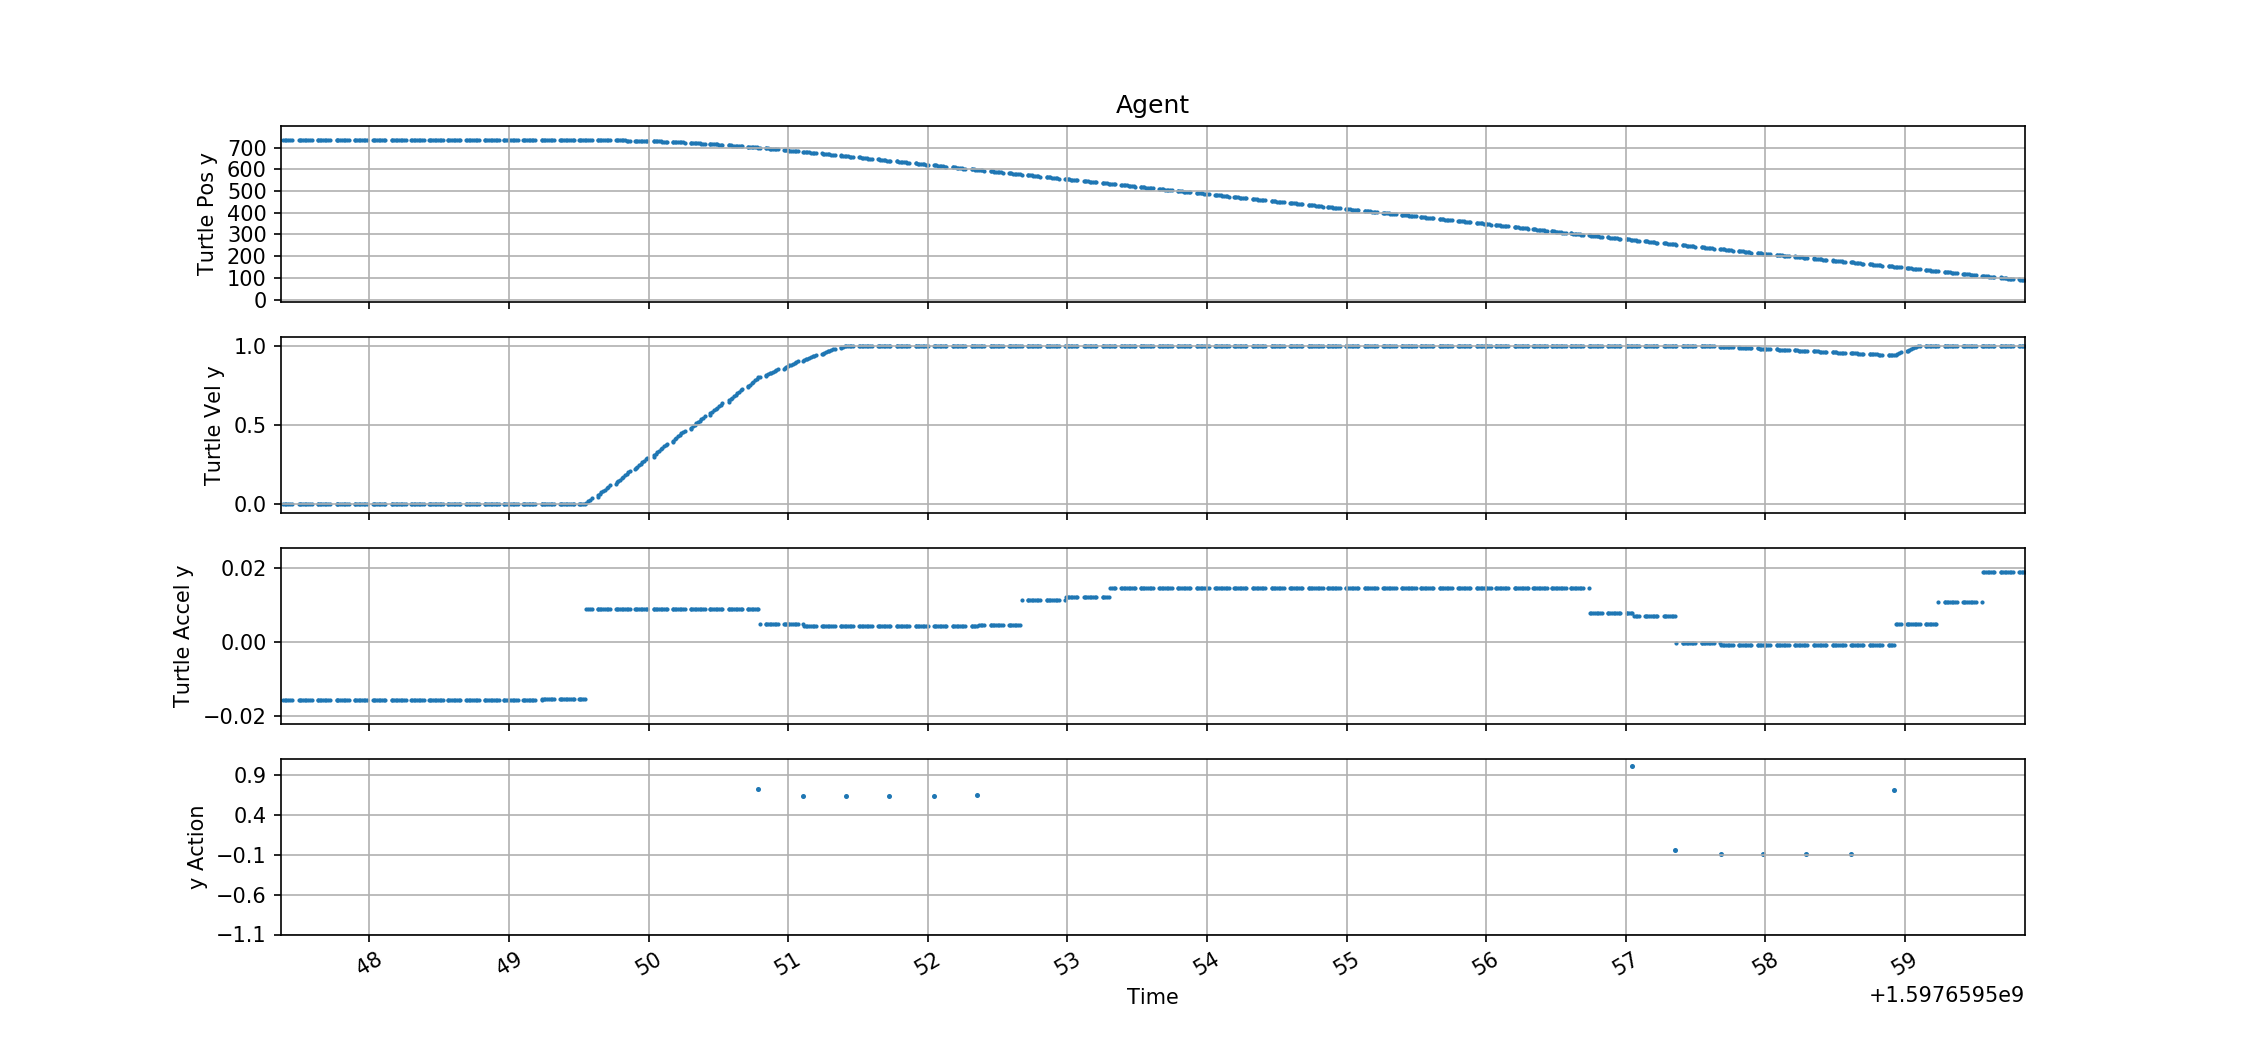 Agent
Turtle Pos y
700
600
500
400
300
200
100
0
Turtle Vel y
1.0
0.5
0.0
Turtle Accel y
0.02
0.00
−0.02
y Action
0.9
0.4
−0.1
−0.6
−1.1
48 49 50 51 52 53 54 55 56 57 58 59
Time
+1.5976595e9